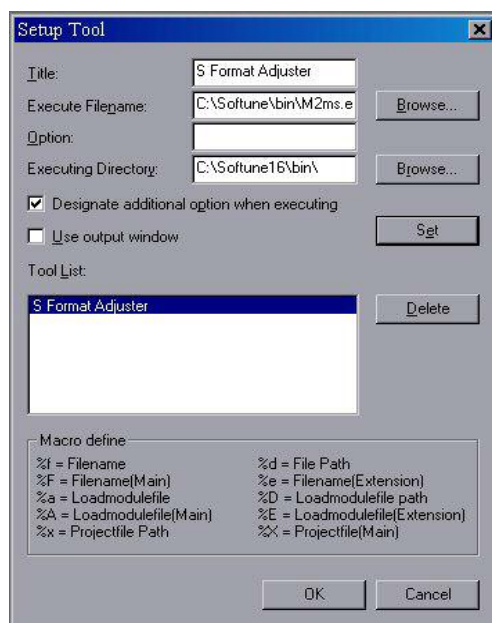 Setup Tool
Title: S Format Adjuster
Execute Filename: C:\Softune\bin\M2ms.e Browse...
Option:
Executing Directory: C:\Softune16\bin\ Browse...
Designate additional option when executing
Use output window Set
Tool List:
S Format Adjuster Delete
Macro define
%f = Filename %d = File Path
%F = Filename(Main) %e = Filename(Extension)
%a = Loadmodulefile %D = Loadmodulefile path
%A = Loadmodulefile(Main) %E = Loadmodulefile(Extension)
%x = Projectfile Path %X = Projectfile(Main)
OK Cancel